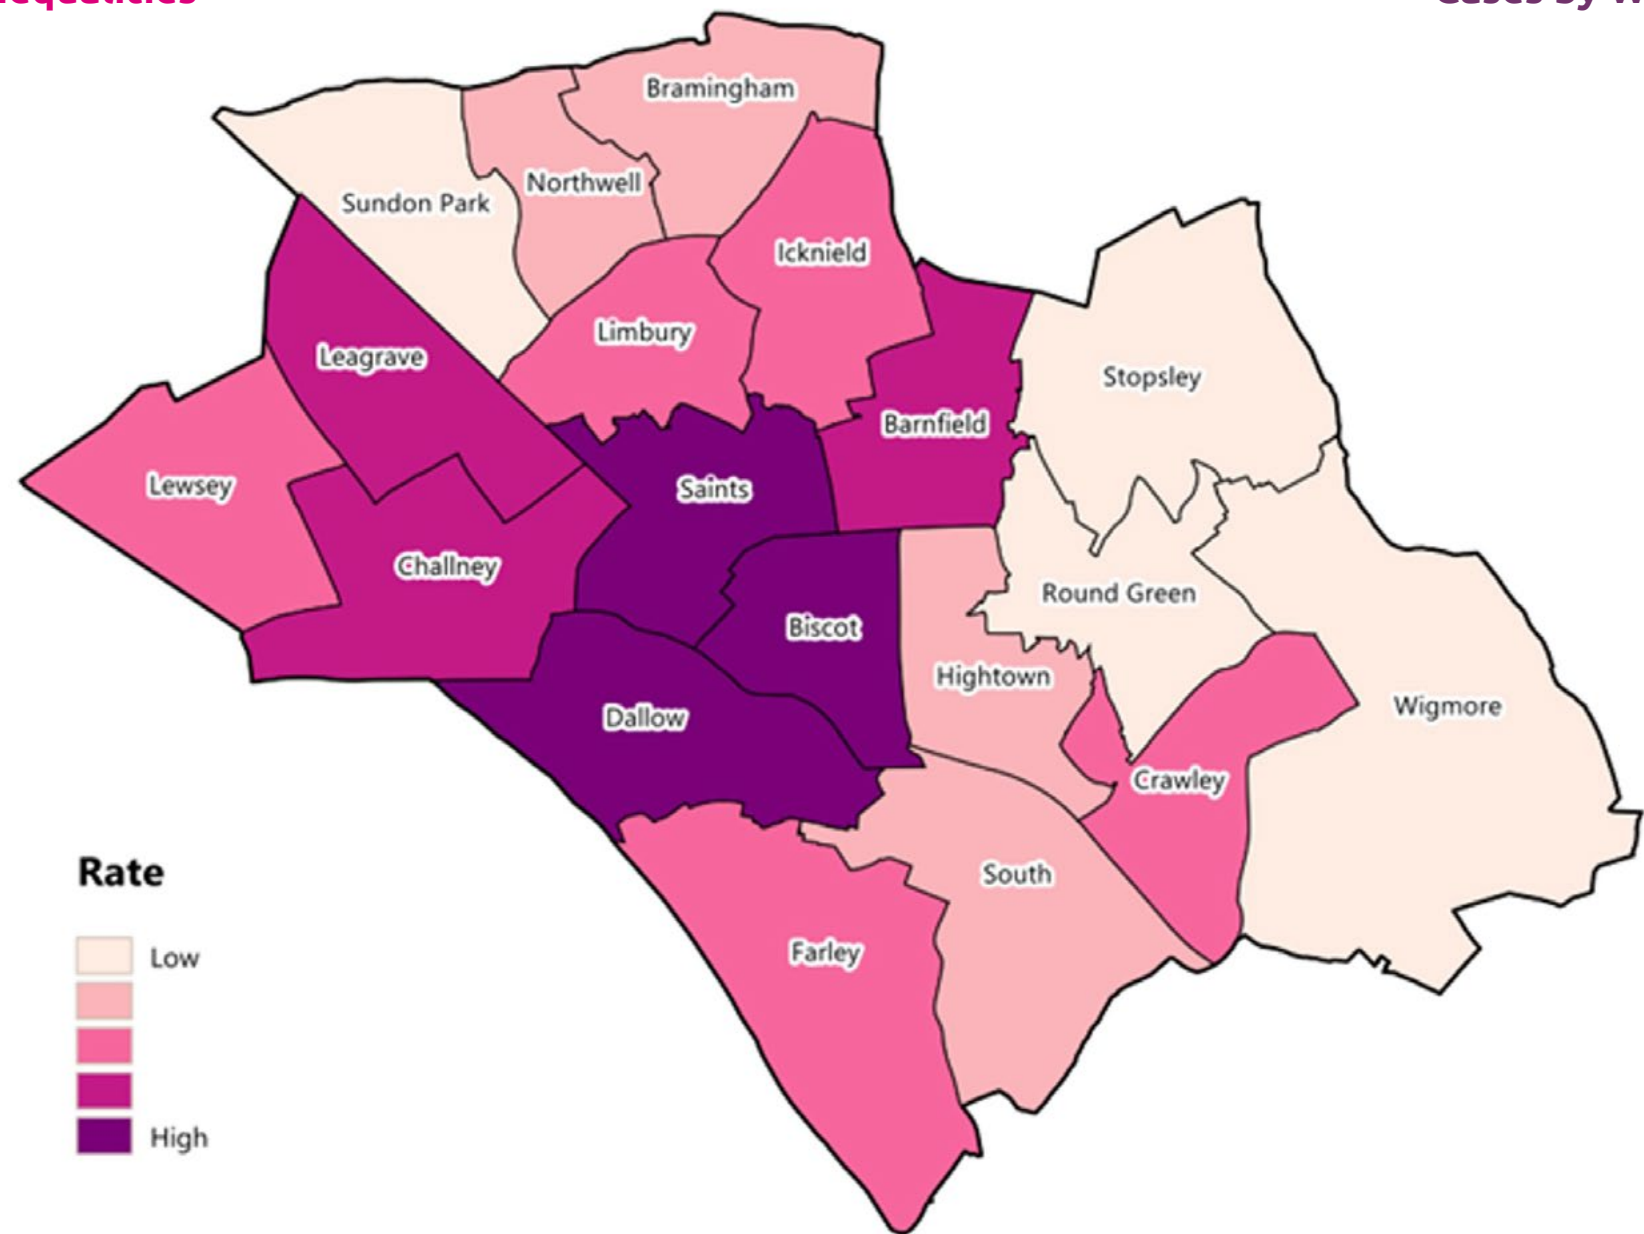 Bramingham
Northwell
Sundon Park
Icknield
Limbury
Leagrave
Stopsley
Barnfield
Lewsey
Saints
Challney
Round Green
Biscot
Hightown
Wigmore
Dallow
Crawley
South
Farley
Rate
Low
High